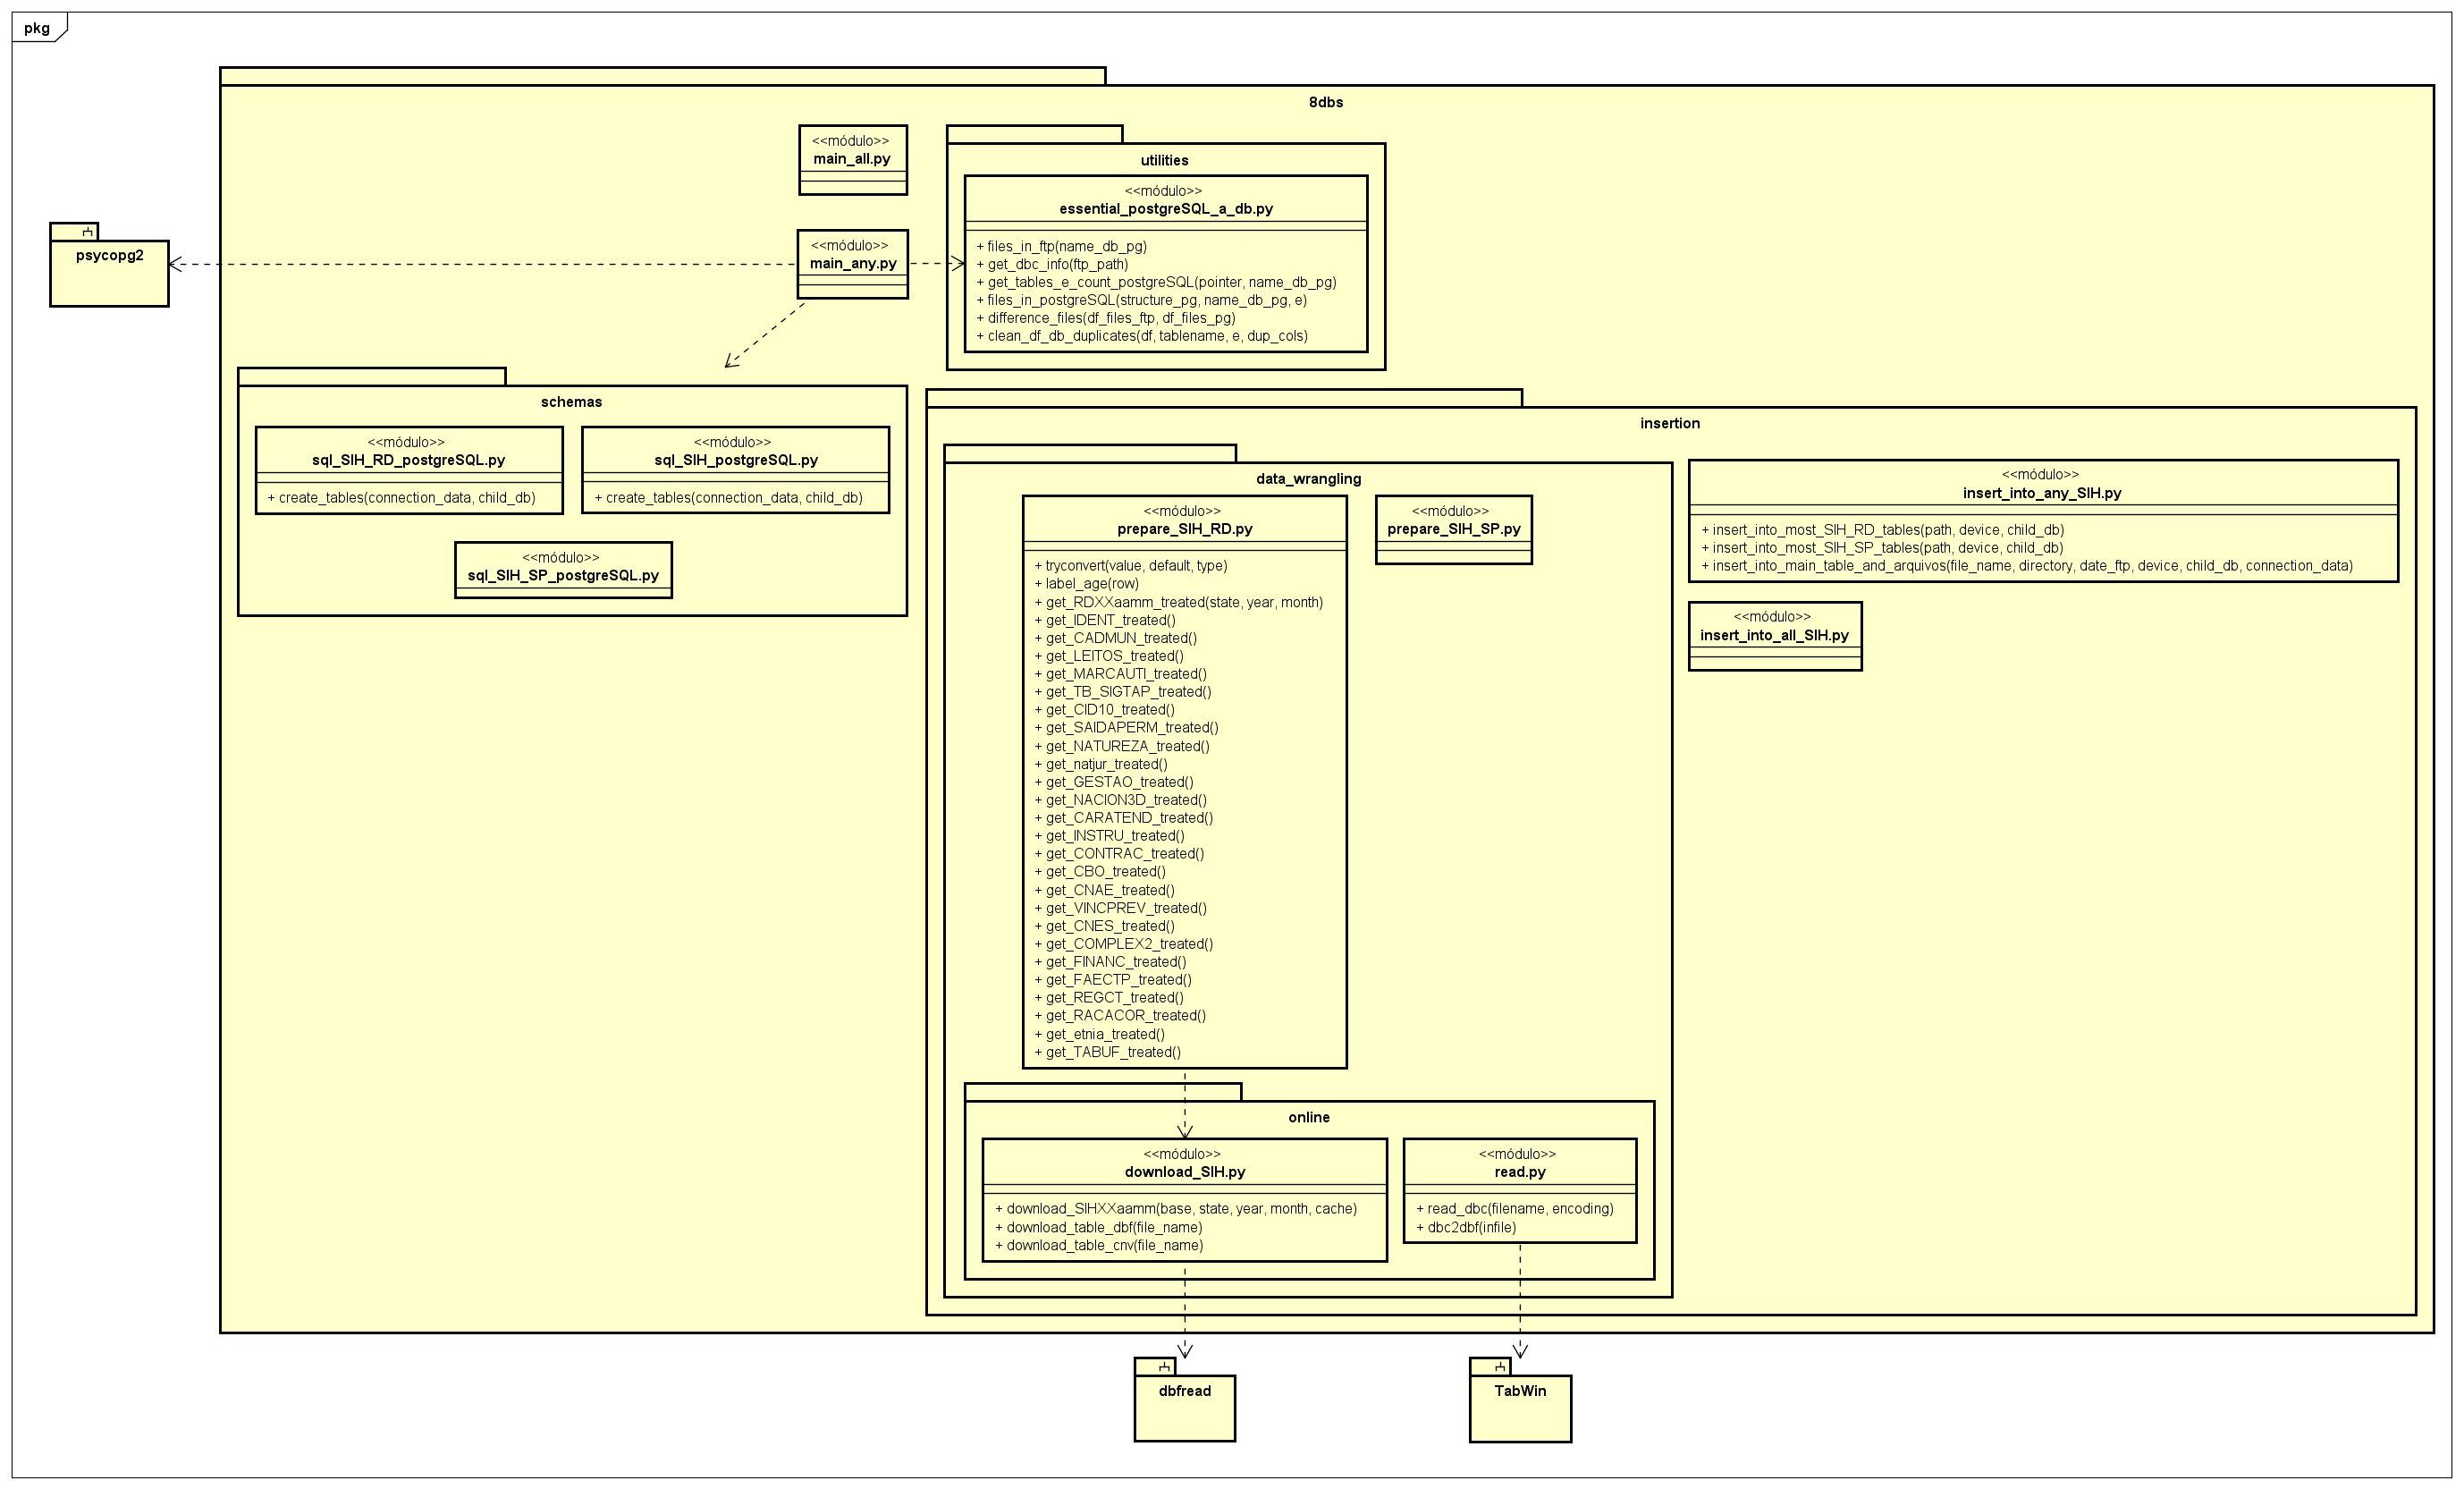 pkg
8dbs
<<módulo>>
main_all.py
utilities
<<módulo>>
essential_postgreSQL_a_db.py
+ files_in_ftp(name_db_pg)
+ get_dbc_info(ftp_path)
+ get_tables_e_count_postgreSQL(pointer, name_db_pg)
+ files_in_postgreSQL(structure_pg, name_db_pg, e)
+ difference_files(df_files_ftp, df_files_pg)
+ clean_df_db_duplicates(df, tablename, e, dup_cols)
psycopg2
<<módulo>>
main_any.py
schemas
<<módulo>>
sql_SIH_RD_postgreSQL.py
+ create_tables(connection_data, child_db)
<<módulo>>
sql_SIH_postgreSQL.py
+ create_tables(connection_data, child_db)
<<módulo>>
sql_SIH_SP_postgreSQL.py
insertion
data_wrangling
<<módulo>>
prepare_SIH_RD.py
+ tryconvert(value, default, type)
+ label_age(row)
+ get_RDXXaamm_treated(state, year, month)
+ get_IDENT_treated()
+ get_CADMUN_treated()
+ get_LEITOS_treated()
+ get_MARCAUTI_treated()
+ get_TB_SIGTAP_treated()
+ get_CID10_treated()
+ get_SAIDAPERM_treated()
+ get_NATUREZA_treated()
+ get_natjur_treated()
+ get_GESTAO_treated()
+ get_NACION3D_treated()
+ get_CARATEND_treated()
+ get_INSTRU_treated()
+ get_CONTRAC_treated()
+ get_CBO_treated()
+ get_CNAE_treated()
+ get_VINCPREV_treated()
+ get_CNES_treated()
+ get_COMPLEX2_treated()
+ get_FINANC_treated()
+ get_FAECTP_treated()
+ get_REGCT_treated()
+ get_RACACOR_treated()
+ get_etnia_treated()
+ get_TABUF_treated()
<<módulo>>
prepare_SIH_SP.py
<<módulo>>
insert_into_any_SIH.py
+ insert_into_most_SIH_RD_tables(path, device, child_db)
+ insert_into_most_SIH_SP_tables(path, device, child_db)
+ insert_into_main_table_and_arquivos(file_name, directory, date_ftp, device, child_db, connection_data)
<<módulo>>
insert_into_all_SIH.py
online
<<módulo>>
download_SIH.py
+ download_SIHXXaamm(base, state, year, month, cache)
+ download_table_dbf(file_name)
+ download_table_cnv(file_name)
<<módulo>>
read.py
+ read_dbc(filename, encoding)
+ dbc2dbf(infile)
dbfread
TabWin